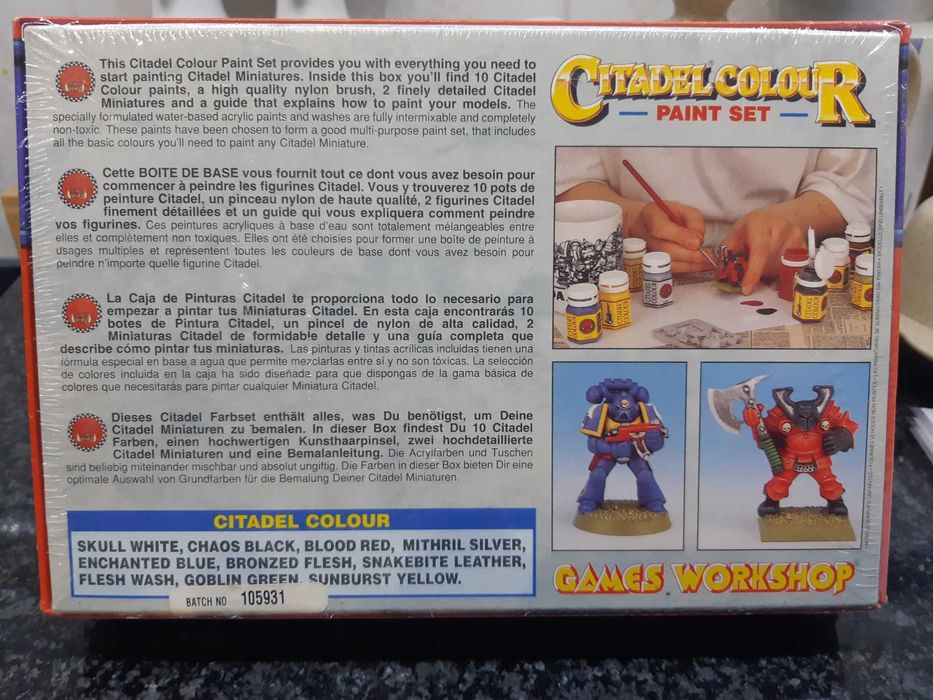 This Citadel Colour Paint Set provides you with everything you need to
start painting Citadel Miniatures. Inside this box you'll find 10 Citadel
Colour paints, a high quality nylon brush, 2 finely detailed Citadel
Miniatures and a guide that explains how to paint your models. The
specially formulated water-based acrylic paints and washes are fully intermixable and completely
non-toxic. These paints have been chosen to form a good multi-purpose paint set, that includes
all the basic colours you'll need to paint any Citadel Miniature.
Cette BOITE DE BASE vous fournit tout ce dont vous avez besoin pour
commencer à peindre les figurines Citadel. Vous y trouverez 10 pots de
peinture Citadel, un pinceau nylon de haute qualité, 2 figurines Citadel
finement détaillées et un guide qui vous expliquera comment peindre
vos figurines. Ces peintures acryliques à base d'eau sont totalement mélangeables entre
elles et complètement non toxiques. Elles ont été choisies pour former une boîte de peinture à
usages multiples et représentent toutes les couleurs de base dont vous avez besoin pour
peindre n'importe quelle figurine Citadel.
La Caja de Pinturas Citadel te proporciona todo lo necesario para
empezar a pintar tus Miniaturas Citadel. En esta caja encontrarás 10
botes de Pintura Citadel, un pincel de nylon de alta calidad, 2
Miniaturas Citadel de formidable detalle y una guía completa que
describe cómo pintar tus miniaturas. Las pinturas y tintas acrílicas incluidas tienen una
fórmula especial en base a agua que permite mezclarlas entre sí y no son tóxicas. La selección
de colores incluida en la caja ha sido diseñada para que dispongas de la gama básica de
colores que necesitarás para pintar cualquier Miniatura Citadel.
Dieses Citadel Farbset enthält alles, was Du benötigst, um Deine
Citadel Miniaturen zu bemalen. In dieser Box findest Du 10 Citadel
Farben, einen hochwertigen Kunsthaarpinsel, zwei hochdetaillierte
Citadel Miniaturen und eine Bemalanleitung. Die Acrylfarben und Tuschen
sind beliebig miteinander mischbar und absolut ungiftig. Die Farben in dieser Box bieten Dir eine
optimale Auswahl von Grundfarben für die Bemalung Deiner Citadel Miniaturen.
CITADEL COLOUR
SKULL WHITE, CHAOS BLACK, BLOOD RED, MITHRIL SILVER,
ENCHANTED BLUE, BRONZED FLESH, SNAKEBITE LEATHER,
FLESH WASH, GOBLIN GREEN, SUNBURST YELLOW.
BATCH NO 105931
CITADEL COLOUR
PAINT SET
GAMES WORKSHOP